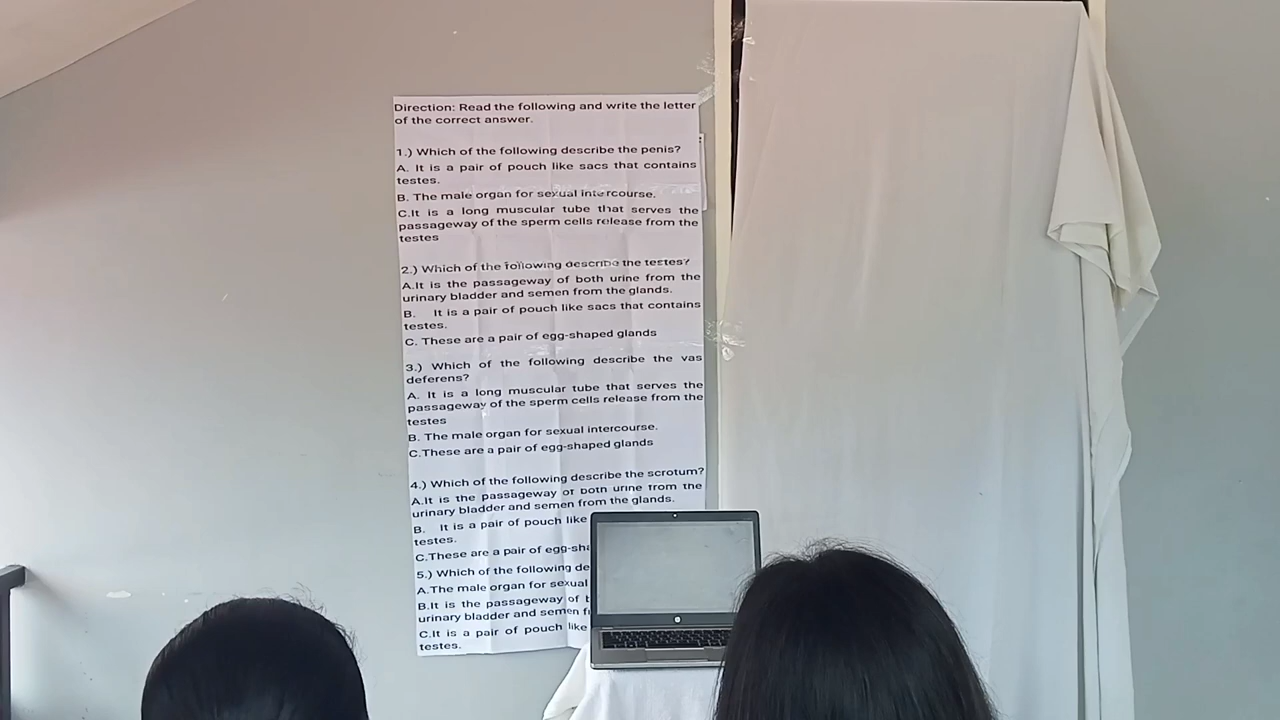 Direction: Read the following and write the letter
of the correct answer.
1.) Which of the following describe the penis?
A. It is a pair of pouch like sacs that contains
testes.
B. The male organ for sexual intercourse.
C.It is a long muscular tube that serves the
passageway of the sperm cells release from the
testes
2.) Which of the following describe the testes?
A.It is the passageway of both urine from the
urinary bladder and semen from the glands.
B. It is a pair of pouch like sacs that contains
testes.
C. These are a pair of egg-shaped glands
3.) Which of the following describe the vas
deferens?
A. It is a long muscular tube that serves the
passageway of the sperm cells release from the
testes
B. The male organ for sexual intercourse.
C.These are a pair of egg-shaped glands
4.) Which of the following describe the scrotum?
A.It is the passageway of both urine from the
urinary bladder and semen from the glands.
B. It is a pair of pouch like
testes.
C.These are a pair of egg-sha
5.) Which of the following de
A.The male organ for sexual
B.It is the passageway of
urinary bladder and semen
C.It is a pair of pouch like
testes.